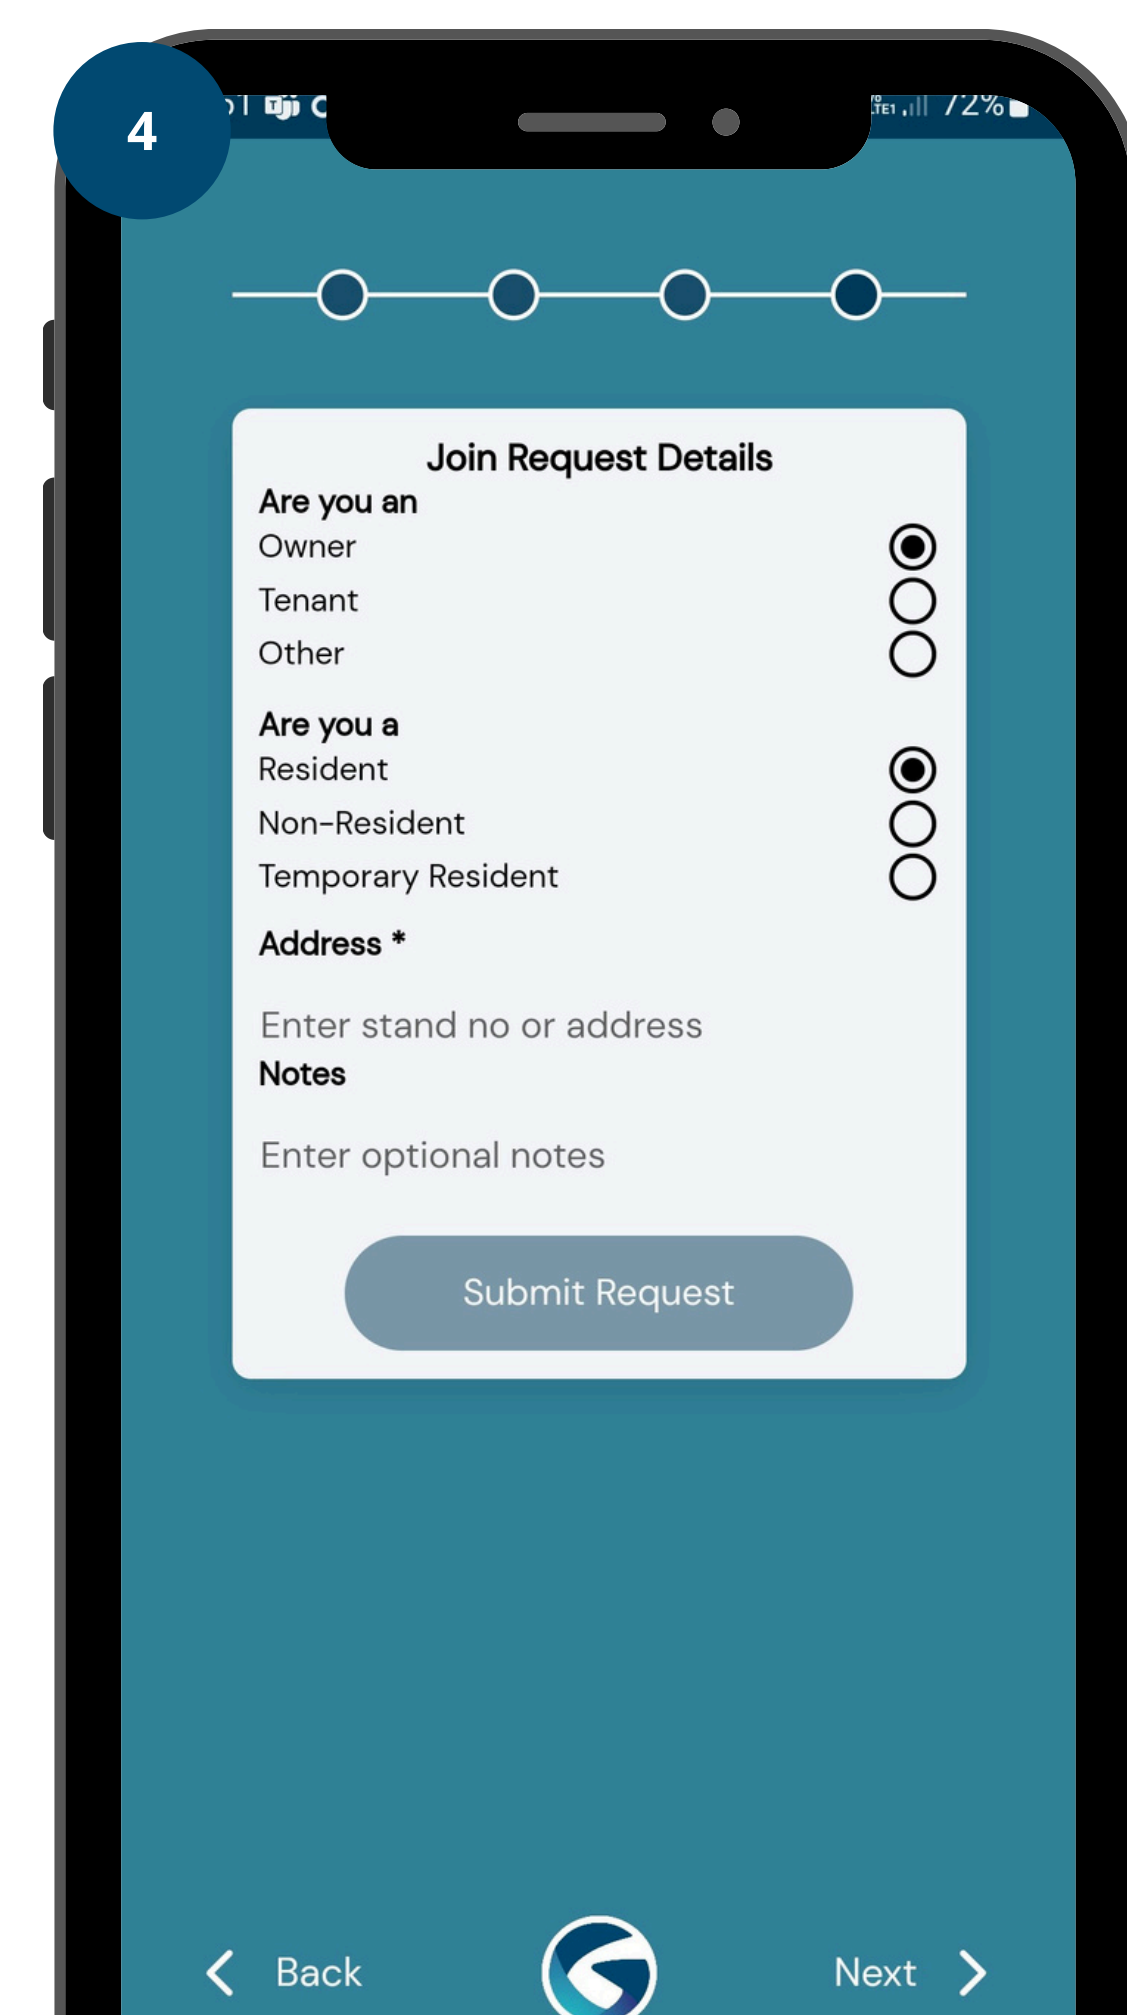 4
72%
Join Request Details
Are you an
Owner
Tenant
Other
Are you a
Resident
Non-Resident
Temporary Resident
Address *
Enter stand no or address
Notes
Enter optional notes
Submit Request
Back
Next